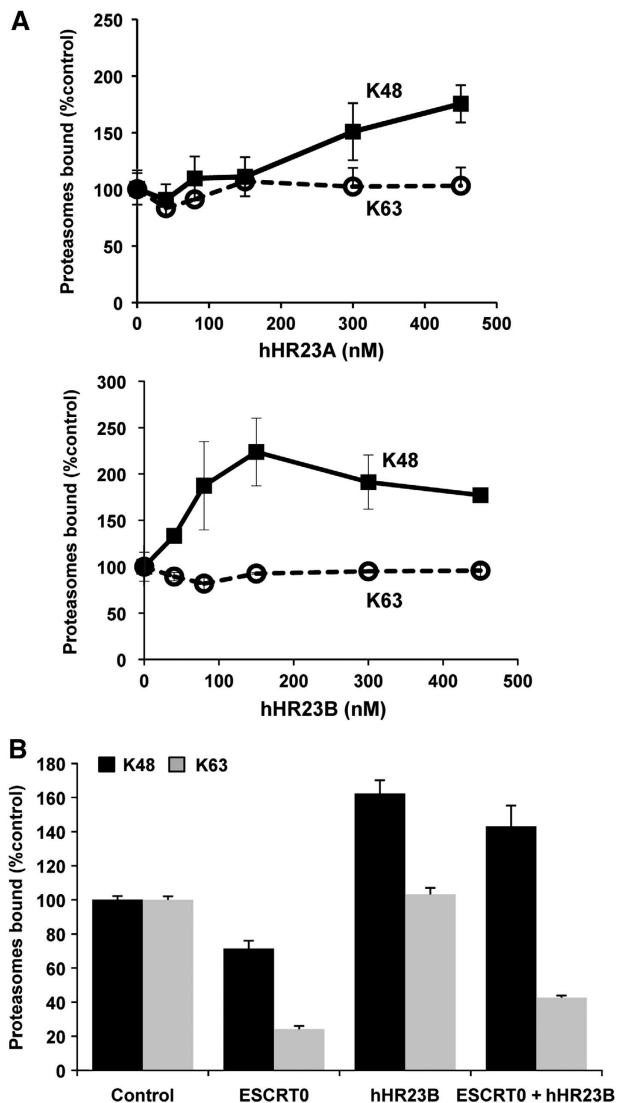 A
Proteasomes bound (%control)
250
200
150
100
50
0
K48
K63
0 100 200 300 400 500
hHR23A (nM)
Proteasomes bound (%control)
300
250
200
150
100
50
0
K48
K63
0 100 200 300 400 500
hHR23B (nM)
B
K48 K63
Proteasomes bound (%control)
180
160
140
120
100
80
60
40
20
0
Control ESCRT0 hHR23B ESCRT0 + hHR23B